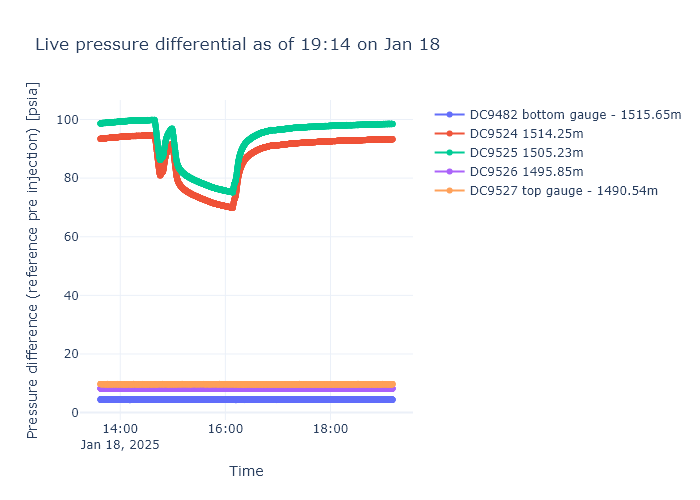 Live pressure differential as of 19:14 on Jan 18
Pressure difference (reference pre injection) [psia]
100
80
60
40
20
0
14:00
Jan 18, 2025
16:00
18:00
Time
DC9482 bottom gauge - 1515.65m
DC9524 1514.25m
DC9525 1505.23m
DC9526 1495.85m
DC9527 top gauge - 1490.54m